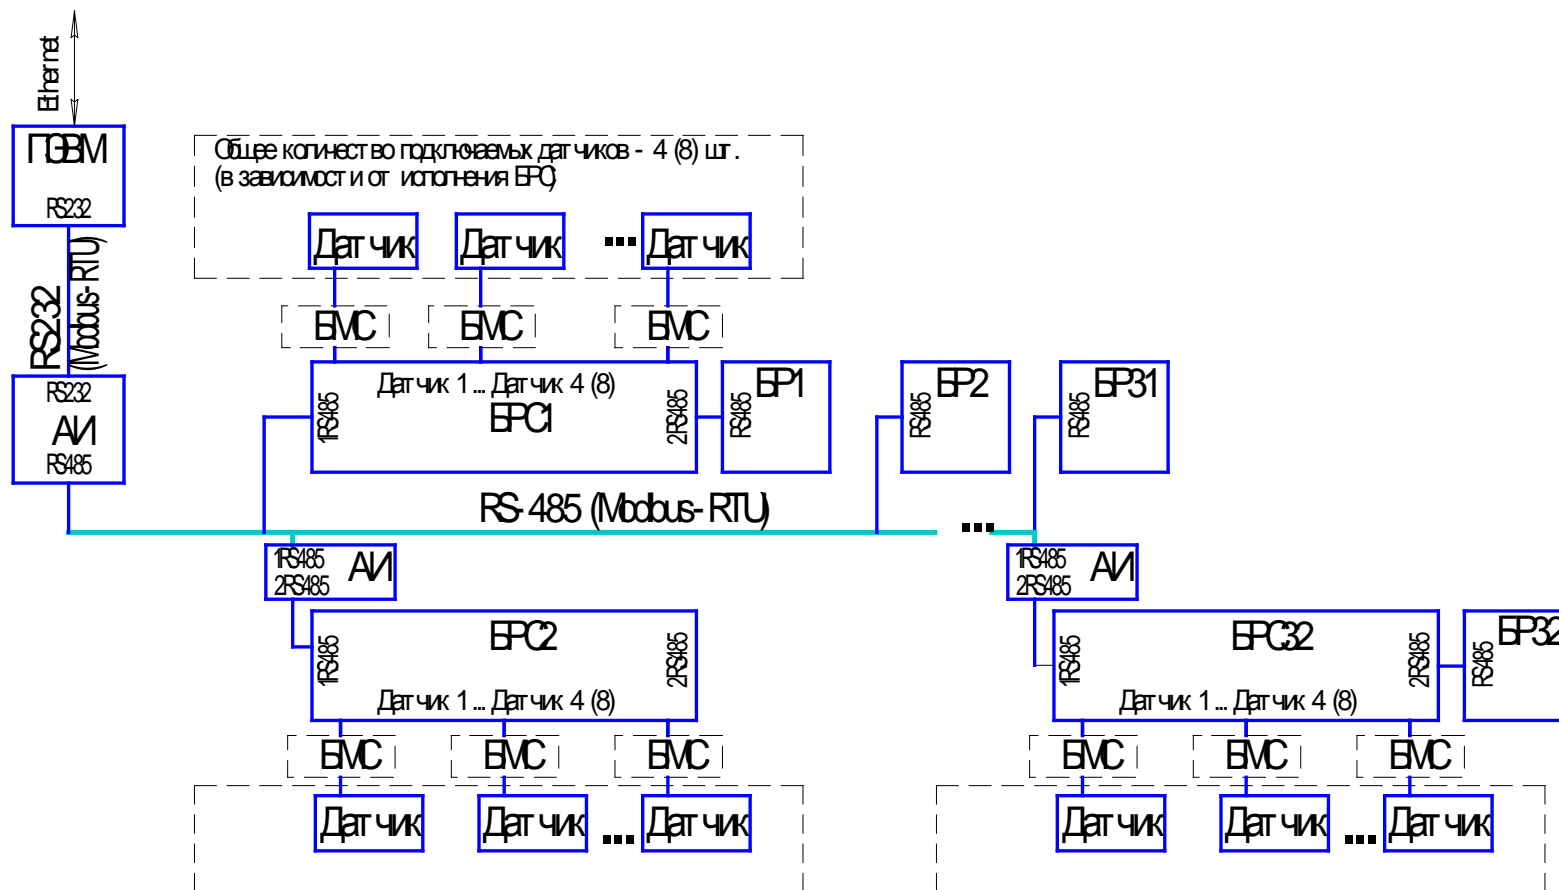 Ethernet
ПЭВМ
RS232
RS232
(Modbus-RTU)
RS232
АИ
RS485
Общее количество подключаемых датчиков - 4 (8) шт.
(в зависимости от исполнения БРС)
Датчик
Датчик
...
Датчик
БМС
БМС
БМС
Датчик 1... Датчик 4 (8)
1RS485
БРС1
2RS485
RS485
БР1
RS485
БР2
RS485
БР31
RS-485 (Modbus-RTU)
...
1RS485
2RS485
АИ
1RS485
2RS485
АИ
1RS485
БРС2
2RS485
Датчик 1... Датчик 4 (8)
1RS485
БРС32
2RS485
Датчик 1... Датчик 4 (8)
RS485
БР32
БМС
БМС
БМС
БМС
БМС
БМС
Датчик
Датчик
...
Датчик
Датчик
Датчик
...
Датчик